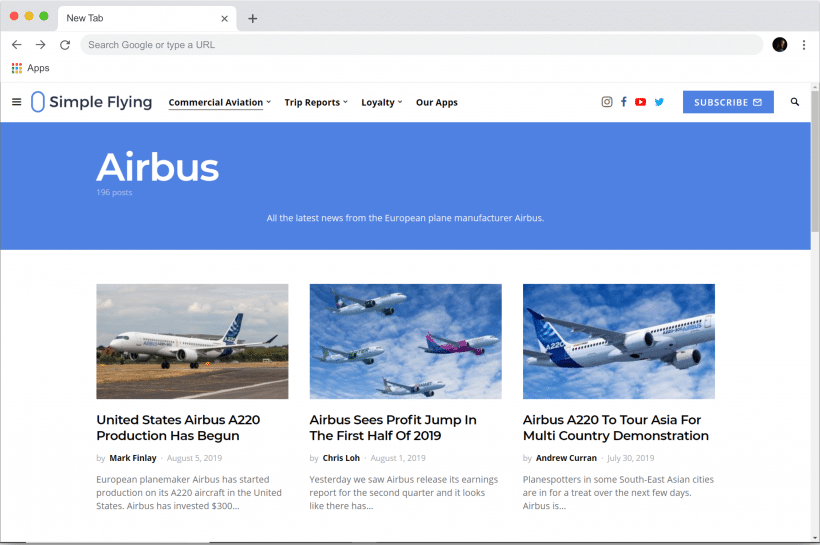 New Tab
Search Google or type a URL
Apps
Simple Flying
Commercial Aviation
Trip Reports
Loyalty
Our Apps
SUBSCRIBE
Airbus
196 posts
All the latest news from the European plane manufacturer Airbus.
United States Airbus A220
Production Has Begun
by Mark Finlay · August 5, 2019
European planemaker Airbus has started
production on its A220 aircraft in the United
States. Airbus has invested $300...
Airbus Sees Profit Jump In
The First Half Of 2019
by Chris Loh · August 1, 2019
Yesterday we saw Airbus release its earnings
report for the second quarter and it looks
like there has...
Airbus A220 To Tour Asia For
Multi Country Demonstration
by Andrew Curran · July 30, 2019
Planespotters in some South-East Asian cities
are in for a treat over the next few days.
Airbus is...